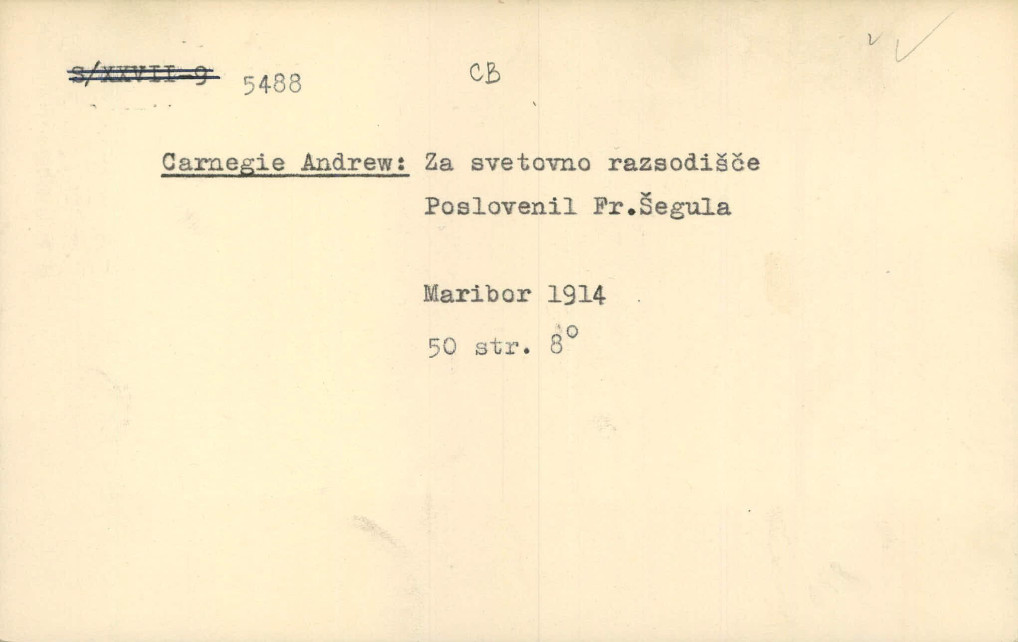 S/XXVII-9 5488 CB
Carnegie Andrew: Za svetovno razsodišče
Poslovenil Fr.Šegula
Maribor 1914
50 str. 8°